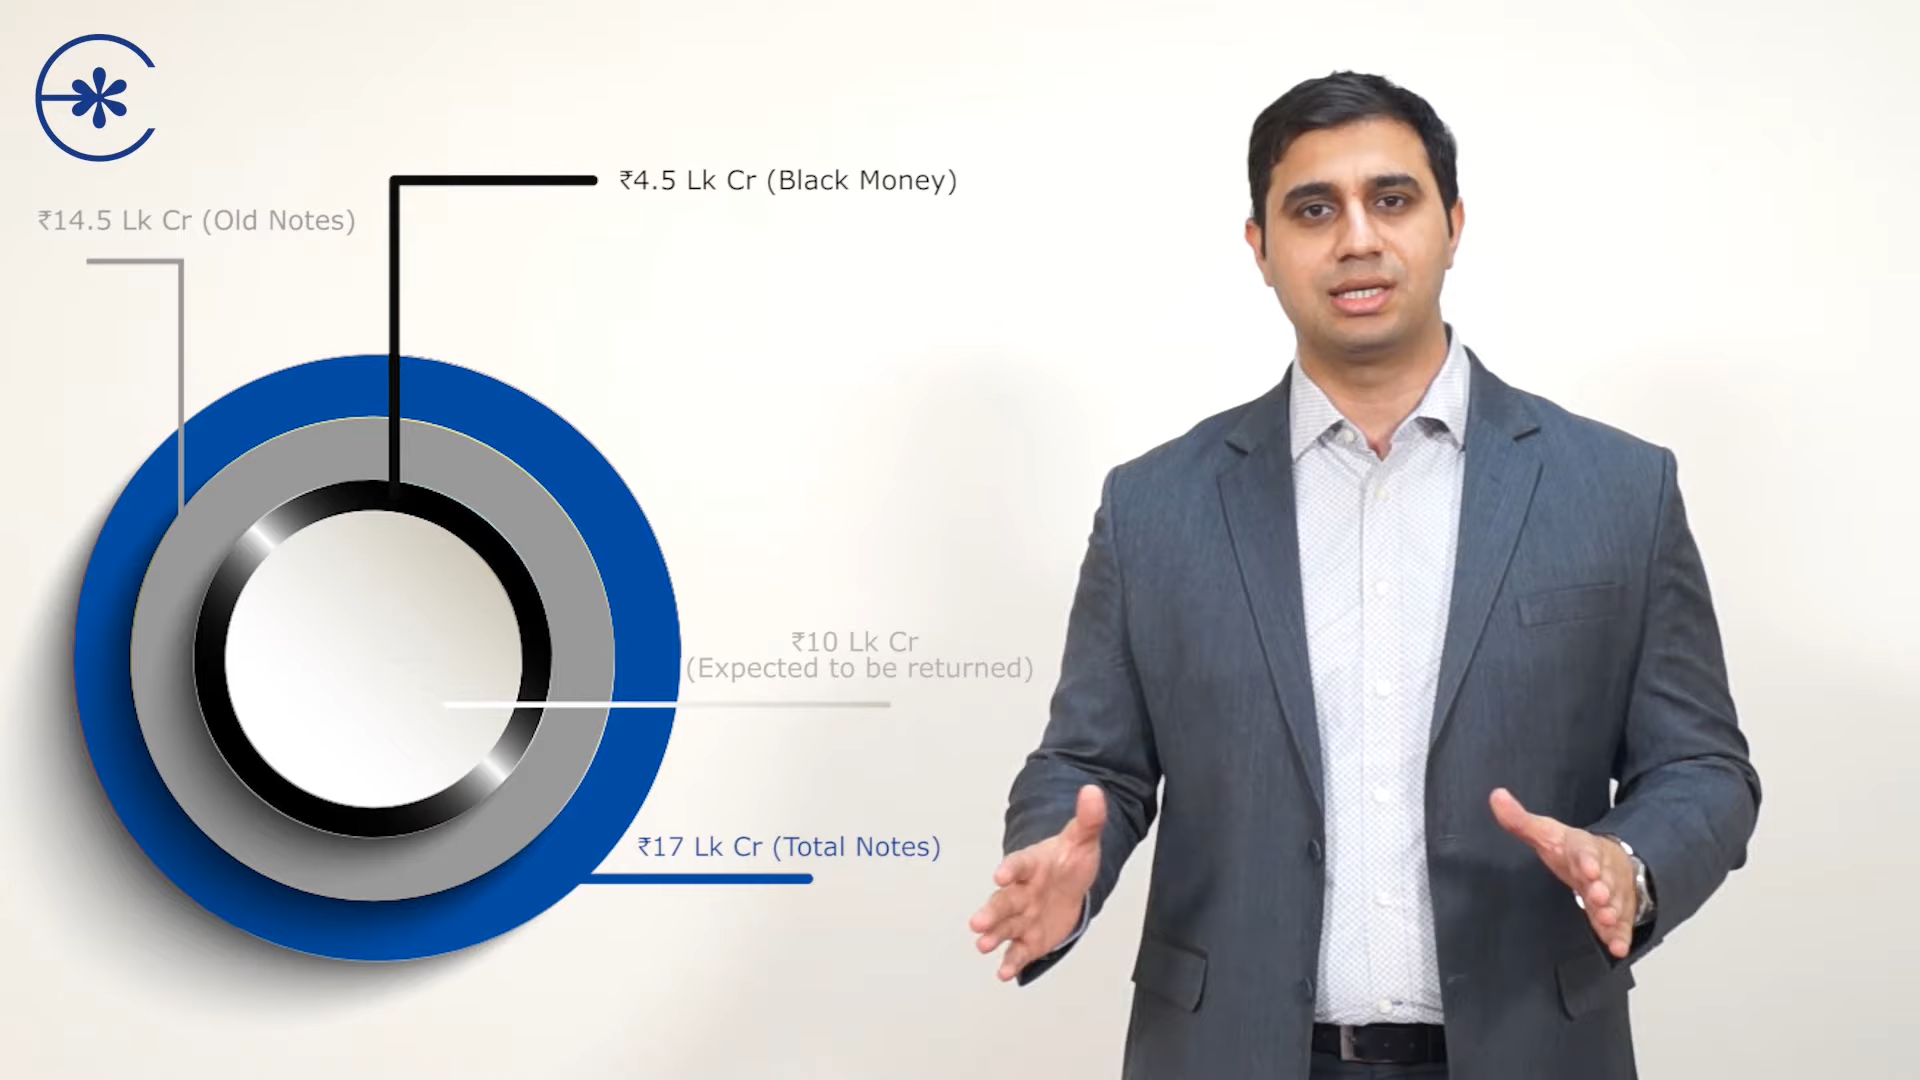 ₹4.5 Lk Cr (Black Money)
₹14.5 Lk Cr (Old Notes)
₹10 Lk Cr
(Expected to be returned)
₹17 Lk Cr (Total Notes)